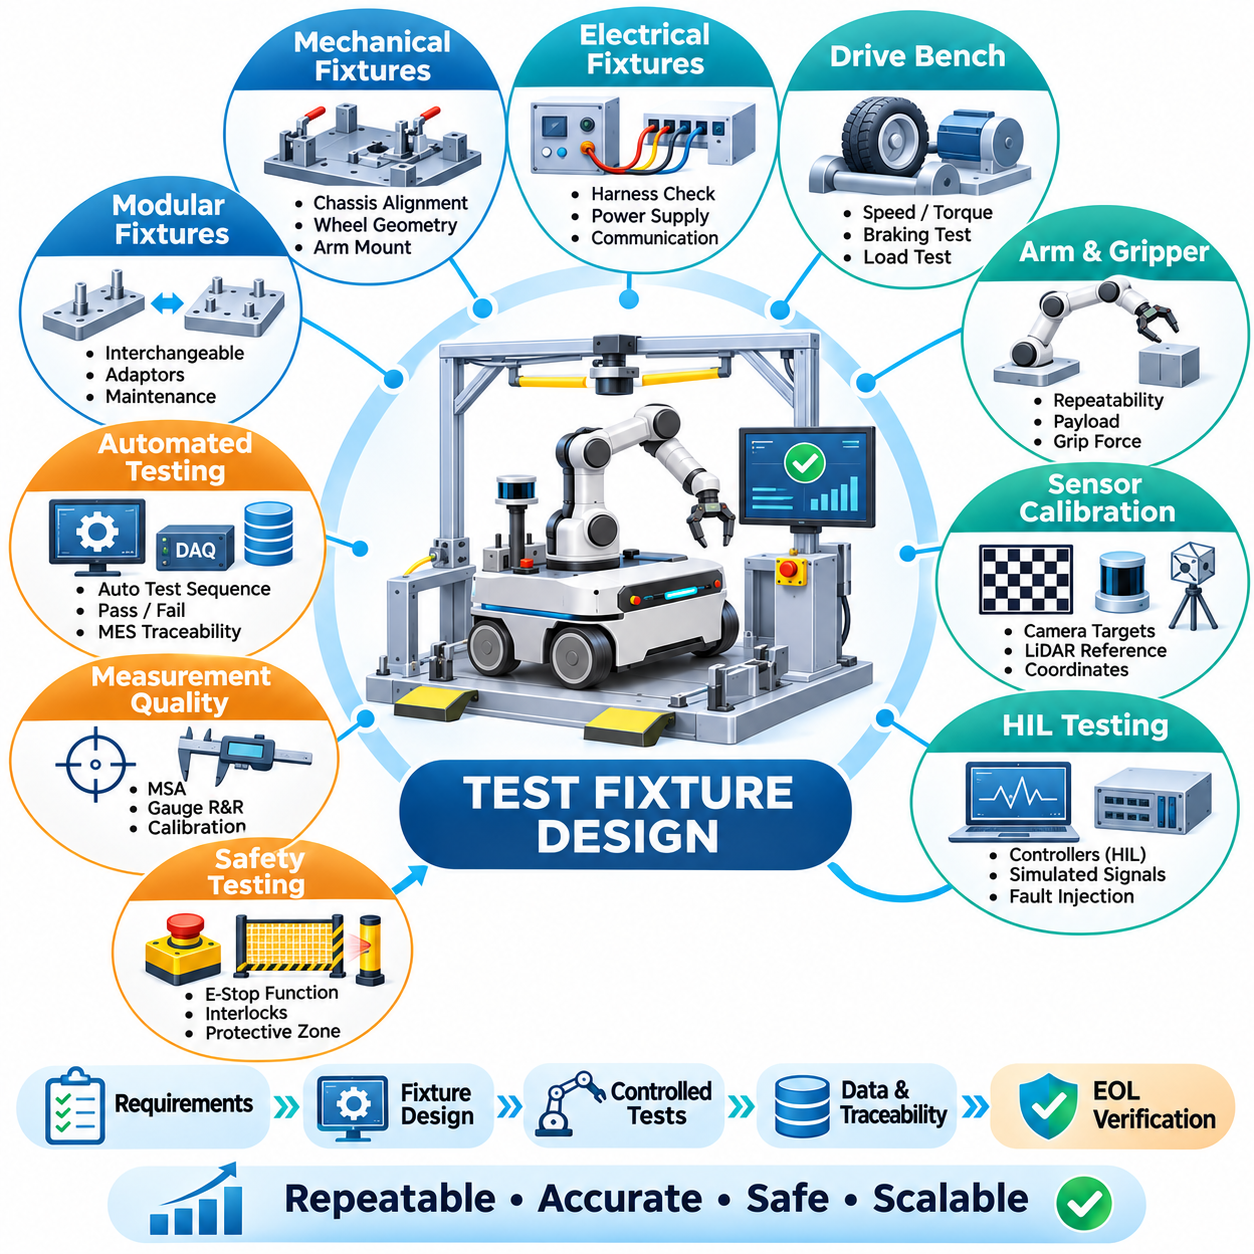 Mechanical
Fixtures
• Chassis Alignment
• Wheel Geometry
• Arm Mount
Electrical
Fixtures
• Harness Check
• Power Supply
• Communication
Drive Bench
• Speed / Torque
• Braking Test
• Load Test
Modular
Fixtures
• Interchangeable
• Adaptors
• Maintenance
Arm & Gripper
• Repeatability
• Payload
• Grip Force
Automated
Testing
DAQ
• Auto Test Sequence
• Pass / Fail
• MES Traceability
Sensor
Calibration
• Camera Targets
• LiDAR Reference
• Coordinates
Measurement
Quality
• MSA
• Gauge R&R
• Calibration
HIL Testing
• Controllers (HIL)
• Simulated Signals
• Fault Injection
TEST FIXTURE
DESIGN
Safety
Testing
• E-Stop Function
• Interlocks
• Protective Zone
Requirements
Fixture
Design
Controlled
Tests
Data &
Traceability
EOL
Verification
Repeatable • Accurate • Safe • Scalable